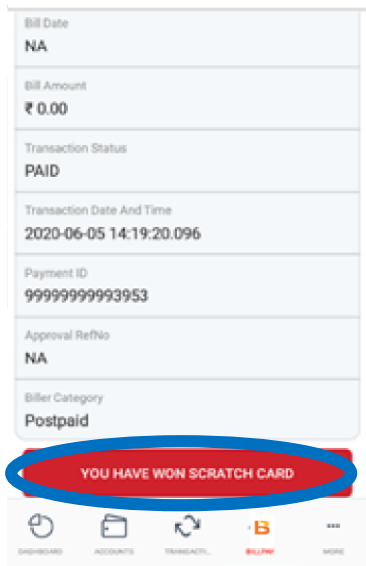 Bill Date
NA
Bill Amount
₹ 0.00
Transaction Status
PAID
Transaction Date And Time
2020-06-05 14:19:20.096
Payment ID
99999999993953
Approval RefNo
NA
Biller Category
Postpaid
YOU HAVE WON SCRATCH CARD
B
DASHBOARD ACCOUNTS TRANSACTI... BILLPAY MORE